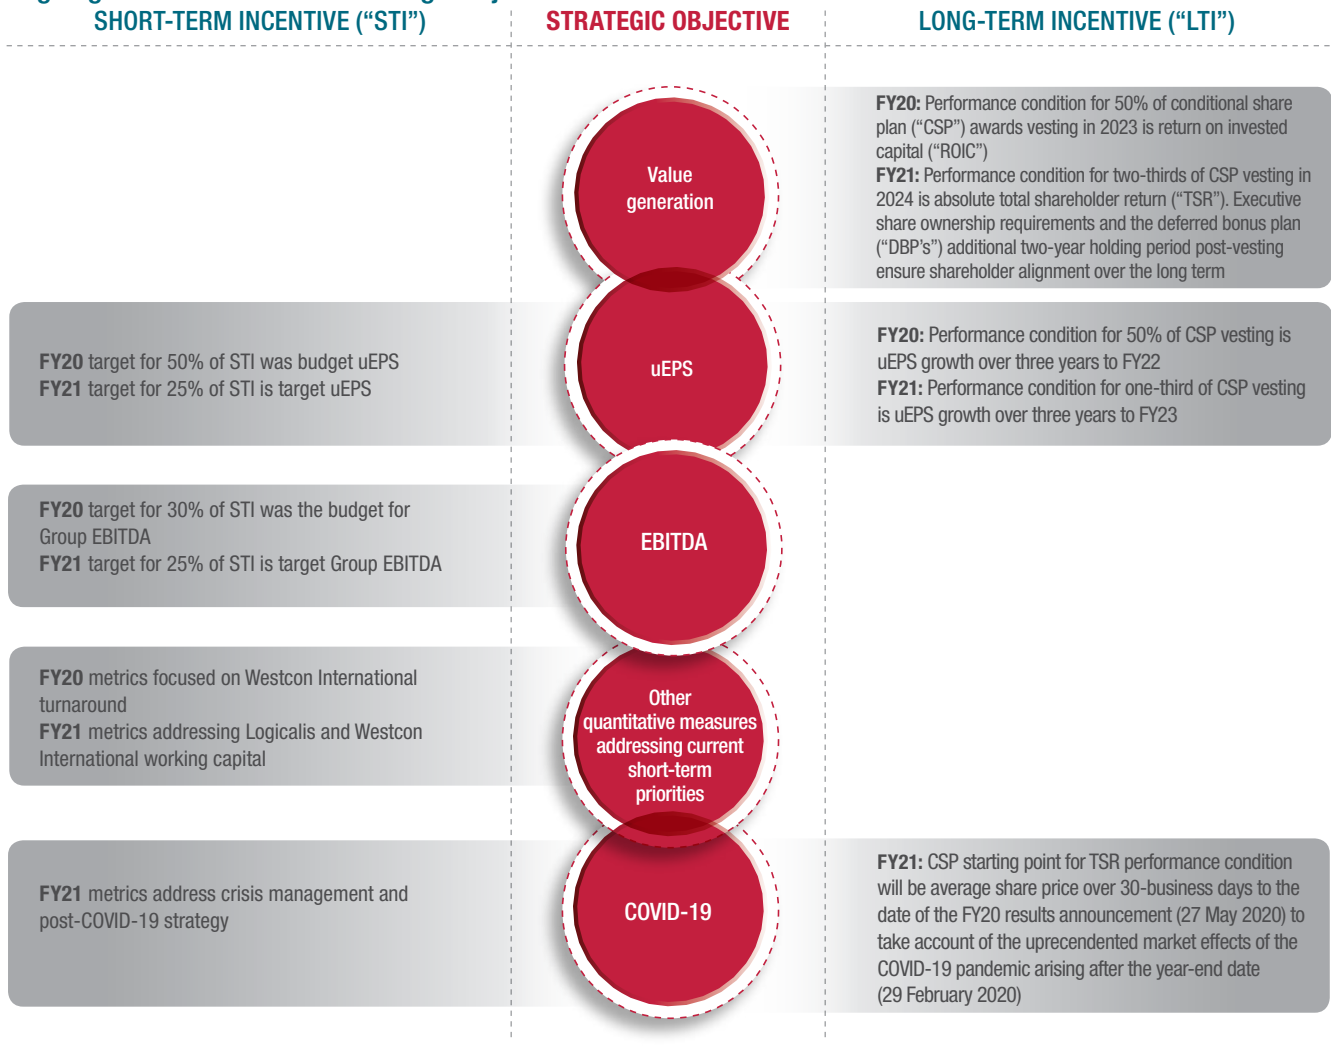 SHORT-TERM INCENTIVE (“STI”)
STRATEGIC OBJECTIVE
LONG-TERM INCENTIVE (“LTI”)
Value
generation
FY20: Performance condition for 50% of conditional share
plan (“CSP”) awards vesting in 2023 is return on invested
capital (“ROIC”)
FY21: Performance condition for two-thirds of CSP vesting in
2024 is absolute total shareholder return (“TSR”). Executive
share ownership requirements and the deferred bonus plan
(“DBP’s”) additional two-year holding period post-vesting
ensure shareholder alignment over the long term
FY20 target for 50% of STI was budget uEPS
FY21 target for 25% of STI is target uEPS
uEPS
FY20: Performance condition for 50% of CSP vesting is
uEPS growth over three years to FY22
FY21: Performance condition for one-third of CSP vesting
is uEPS growth over three years to FY23
FY20 target for 30% of STI was the budget for
Group EBITDA
FY21 target for 25% of STI is target Group EBITDA
EBITDA
FY20 metrics focused on Westcon International
turnaround
FY21 metrics addressing Logicalis and Westcon
International working capital
Other
quantitative measures
addressing current
short-term
priorities
FY21 metrics address crisis management and
post-COVID-19 strategy
COVID-19
FY21: CSP starting point for TSR performance condition
will be average share price over 30-business days to the
date of the FY20 results announcement (27 May 2020) to
take account of the uprecendented market effects of the
COVID-19 pandemic arising after the year-end date
(29 February 2020)